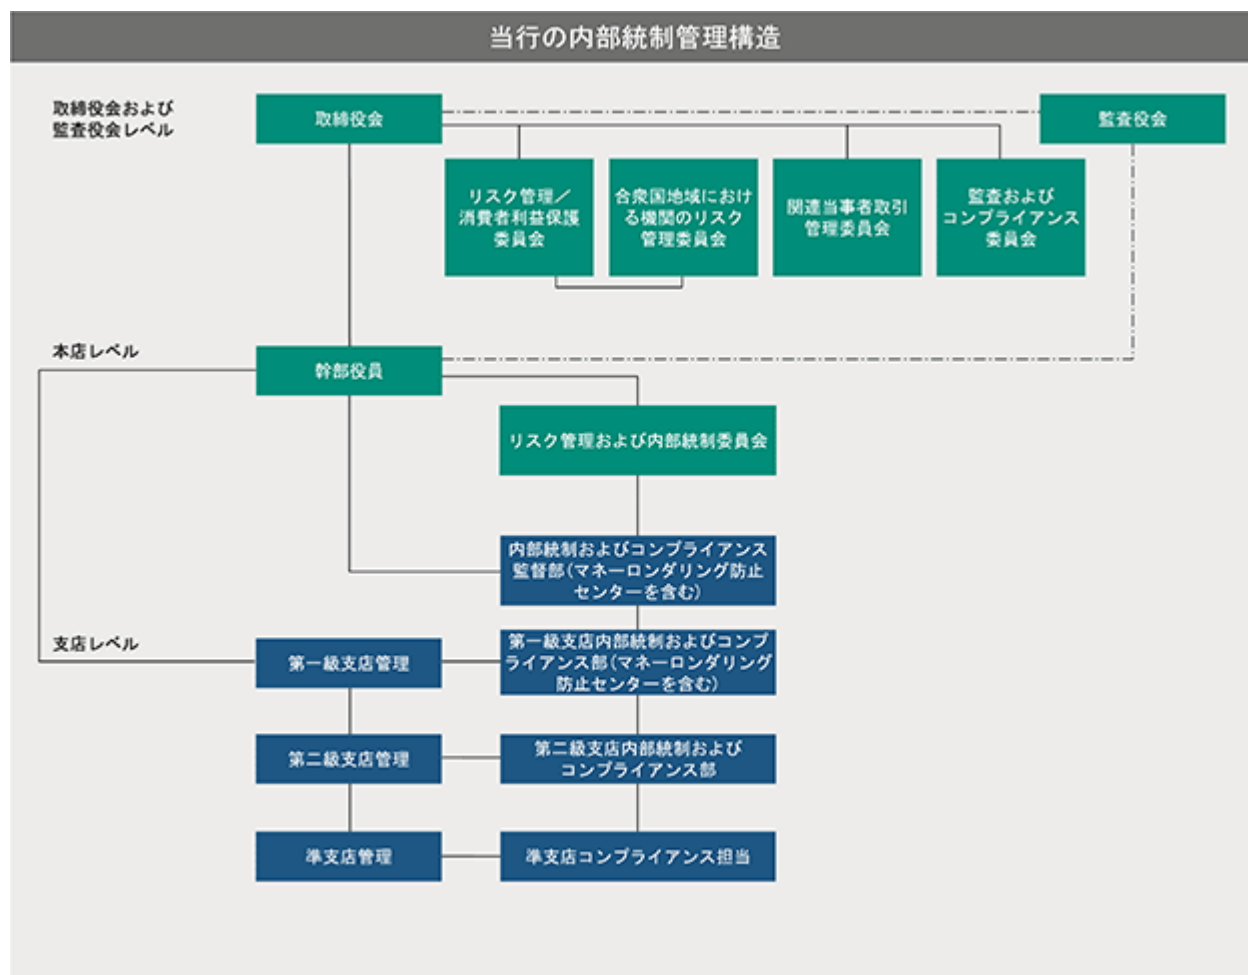 当行の内部統制管理構造
取締役会および
監査役会レベル
取締役会
監査役会
リスク管理／
消費者利益保護
委員会
合衆国地域におけ
る機関のリスク
管理委員会
関連当事者取引
管理委員会
監査および
コンプライアンス
委員会
本店レベル
幹部役員
リスク管理および内部統制委員会
内部統制およびコンプライアンス
監督部(マネーロンダリング防止
センターを含む)
支店レベル
第一級支店管理
第一級支店内部統制およびコンプ
ライアンス部(マネーロンダリング
防止センターを含む)
第二級支店管理
第二級支店内部統制および
コンプライアンス部
準支店管理
準支店コンプライアンス担当